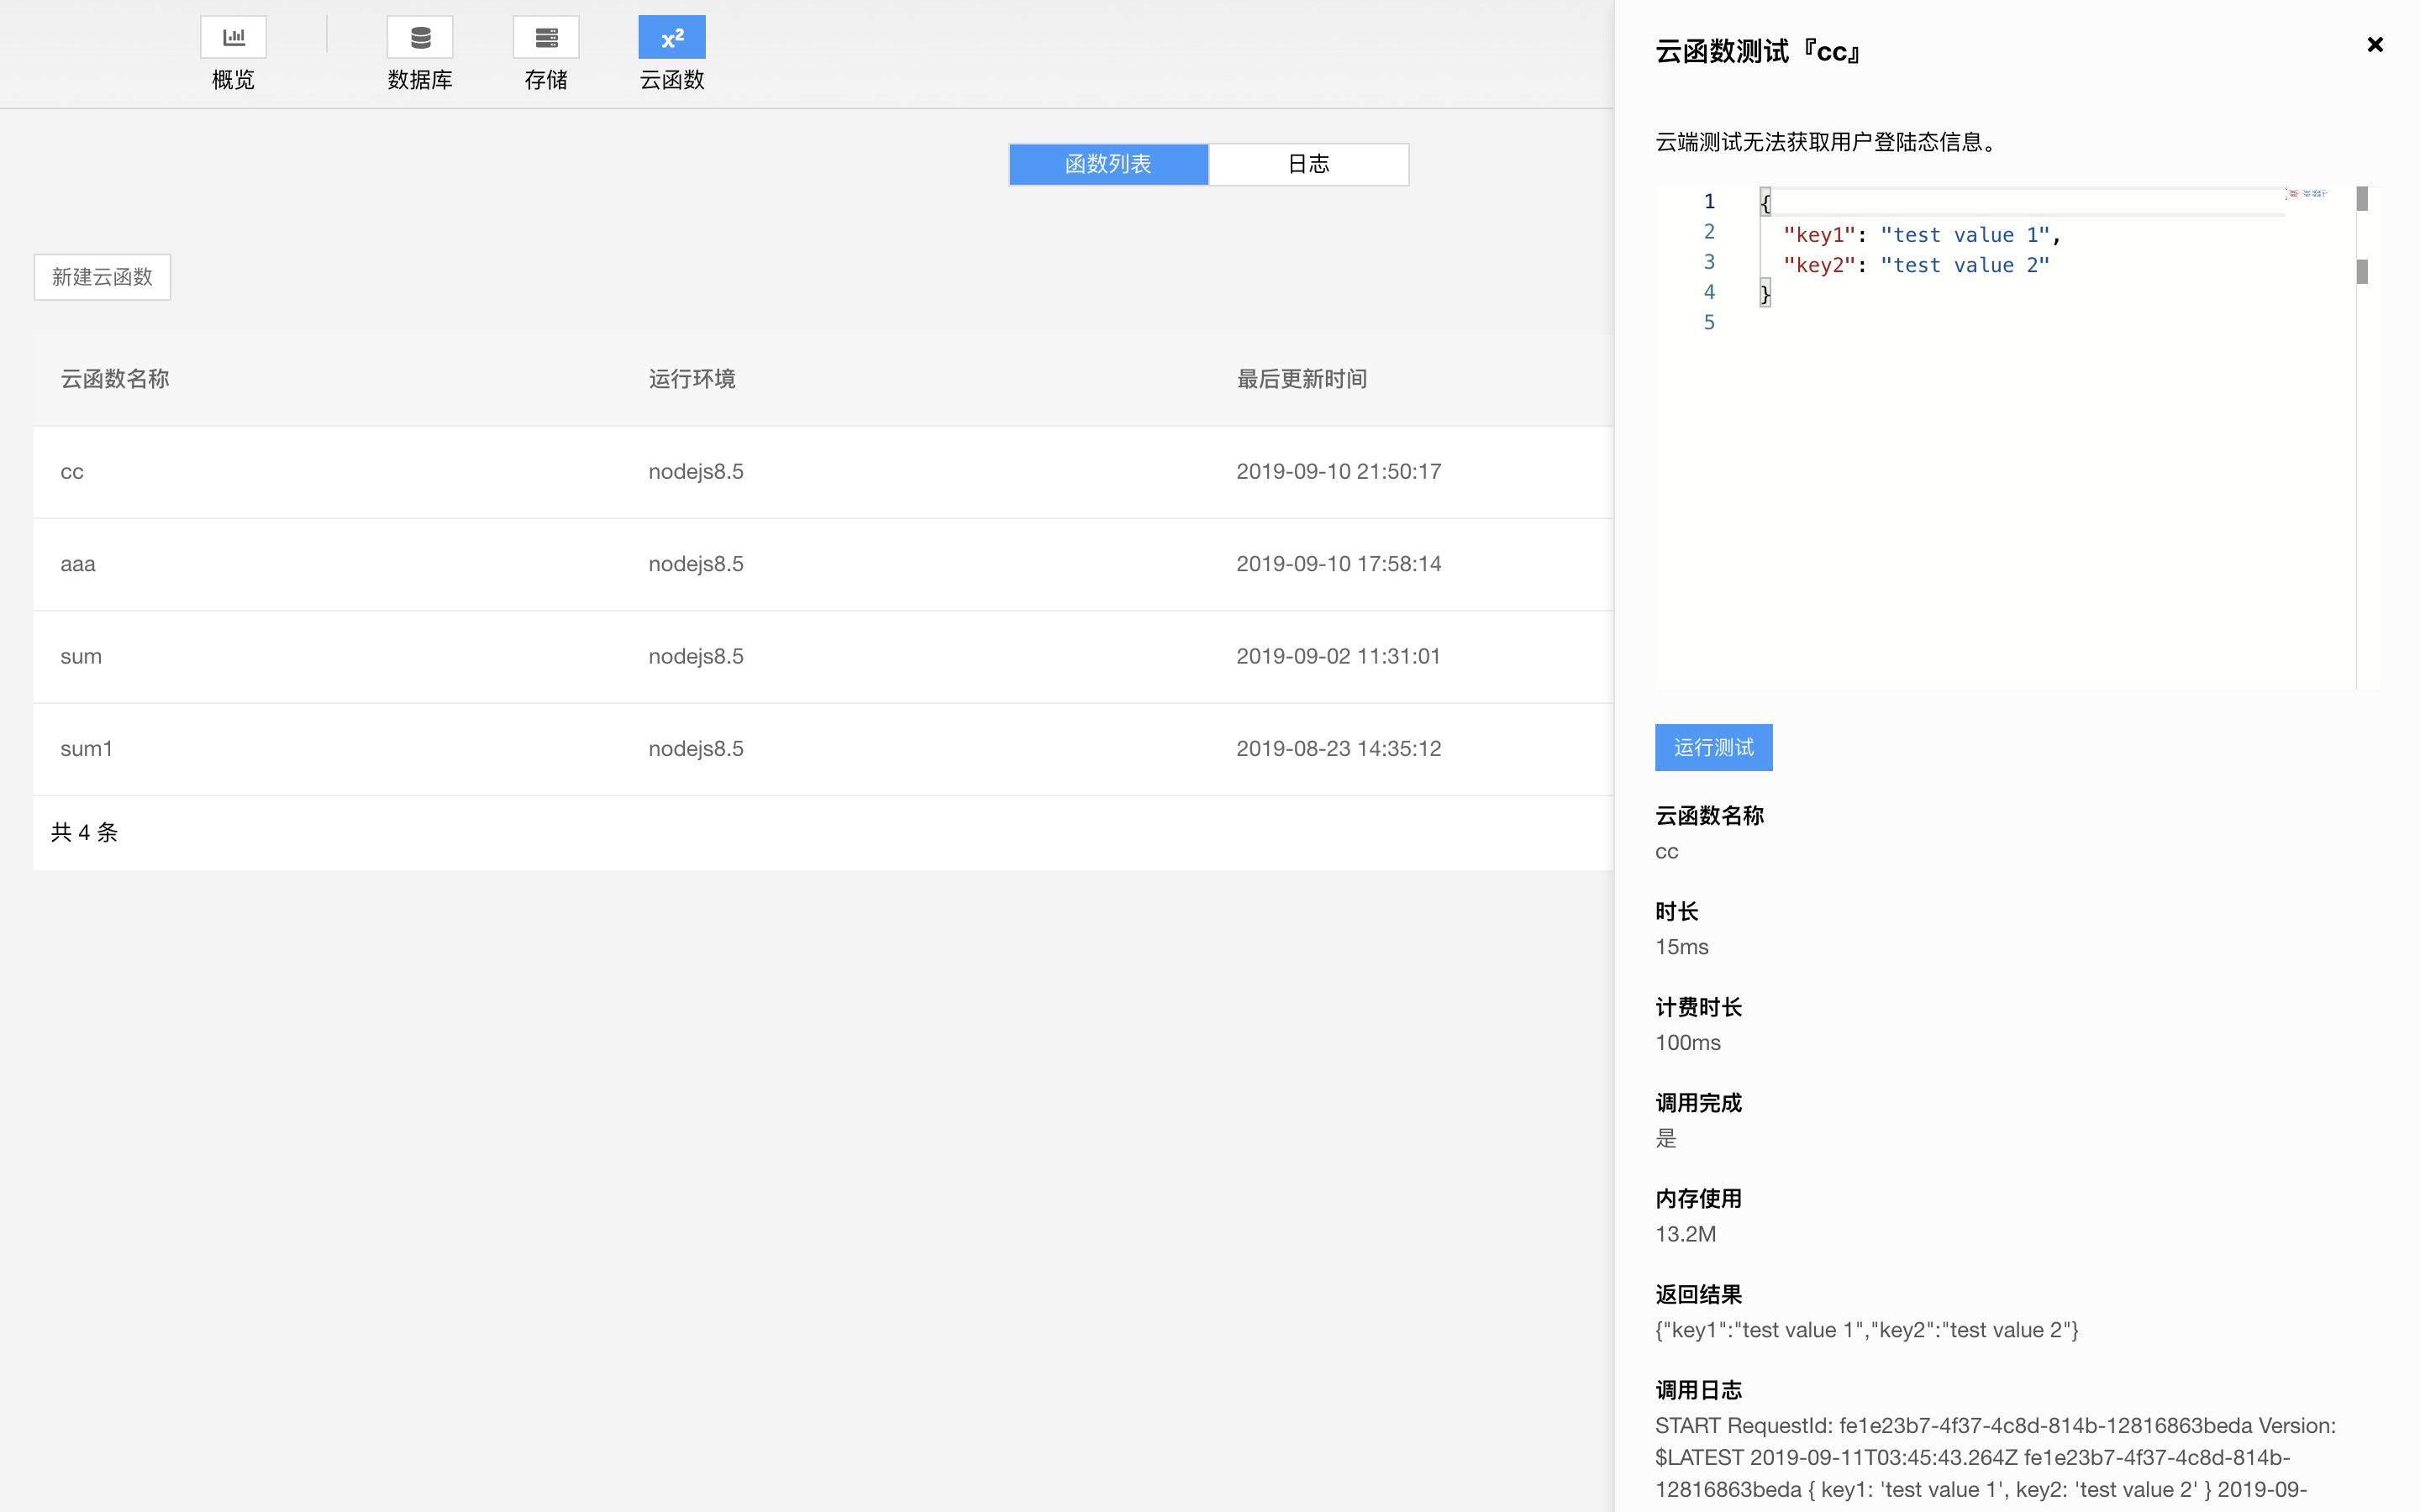 概览
数据库
存储
x²
云函数
函数列表
日志
新建云函数
云函数名称 运行环境 最后更新时间
cc nodejs8.5 2019-09-10 21:50:17
aaa nodejs8.5 2019-09-10 17:58:14
sum nodejs8.5 2019-09-02 11:31:01
sum1 nodejs8.5 2019-08-23 14:35:12
共 4 条
云函数测试『cc』
云端测试无法获取用户登陆态信息。
1 {
2 "key1": "test value 1",
3 "key2": "test value 2"
4 }
5
运行测试
云函数名称
cc
时长
15ms
计费时长
100ms
调用完成
是
内存使用
13.2M
返回结果
{"key1":"test value 1","key2":"test value 2"}
调用日志
START RequestId: fe1e23b7-4f37-4c8d-814b-12816863beda Version:
$LATEST 2019-09-11T03:45:43.264Z fe1e23b7-4f37-4c8d-814b-
12816863beda { key1: 'test value 1', key2: 'test value 2' } 2019-09-